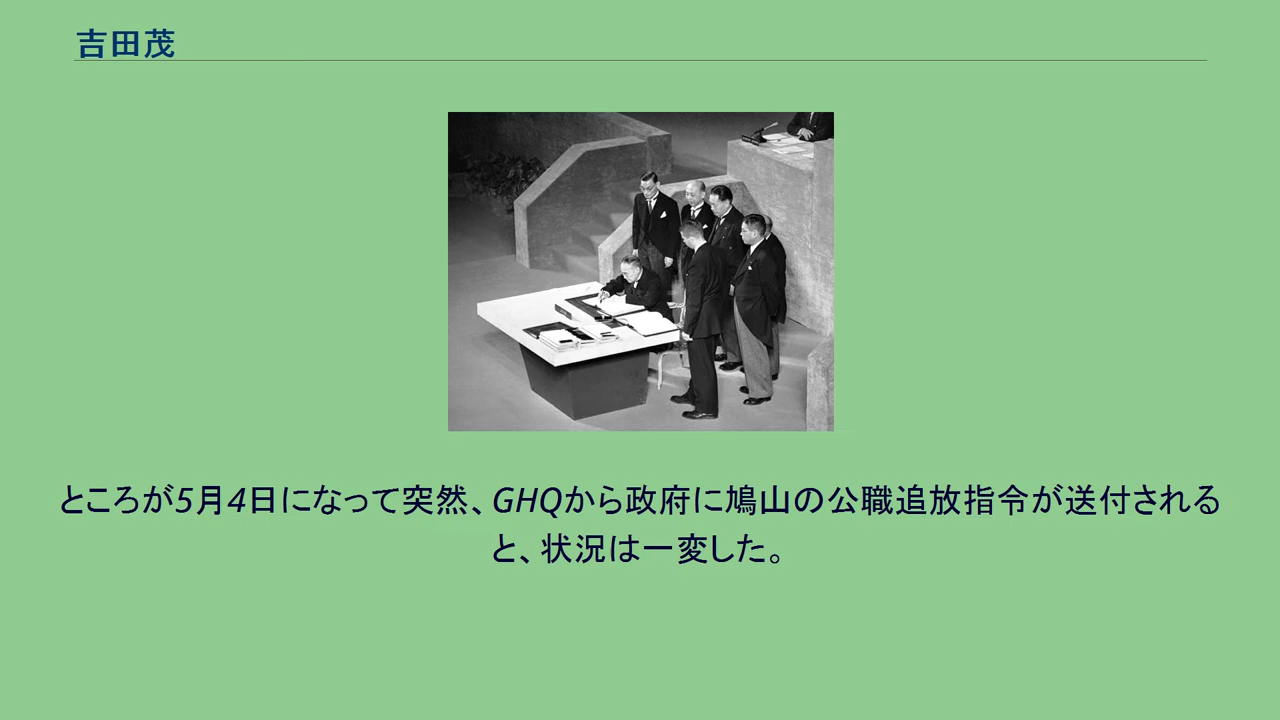 吉田茂
ところが5月4日になって突然、GHQから政府に鳩山の公職追放指令が送付される
と、状況は一変した。